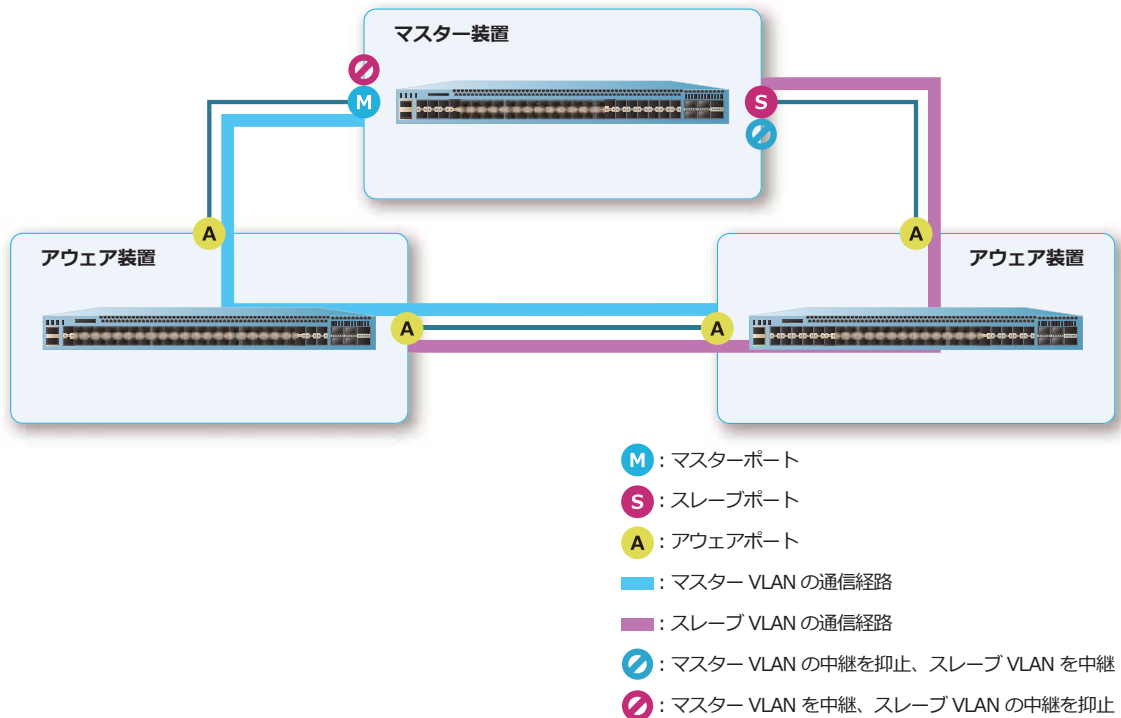 マスター装置
M
S
A
A
アウェア装置
アウェア装置
A
A
M : マスターポート
S : スレーブポート
A : アウェアポート
: マスター VLAN の通信経路
: スレーブ VLAN の通信経路
: マスター VLAN の中継を抑止、スレーブ VLAN を中継
: マスター VLAN を中継、スレーブ VLAN の中継を抑止